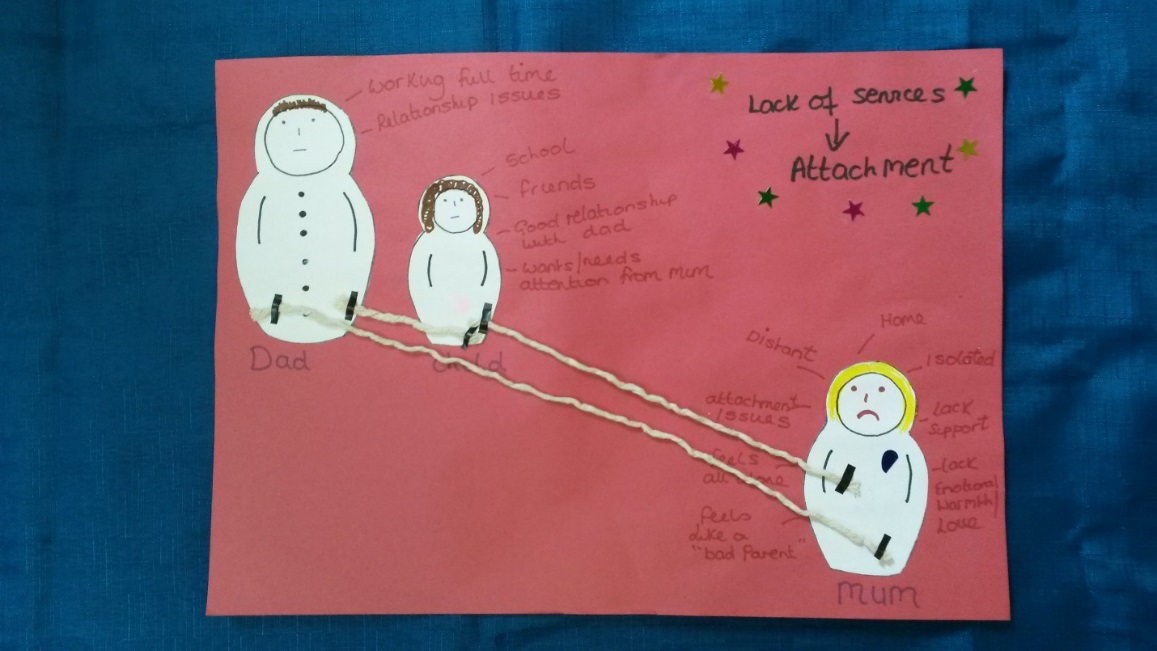 Working full time
Relationship issues
School
friends
Good relationship
with dad
wants/needs
attention from mum
Dad
Child
Lack of services
Attachment
Distant
Home
Isolated
attachment
issues
Lack
Support
feels
all alone
Lack
Emotional
Warmth/
Love
feels
like a
"bad Parent"
Mum